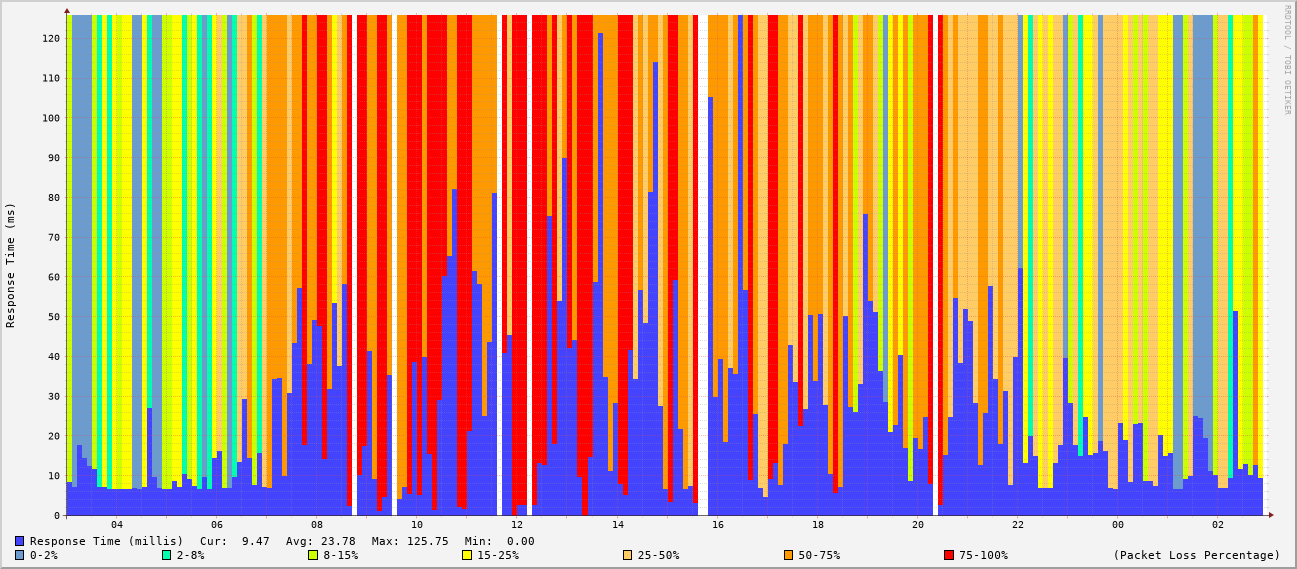 RRDTOOL / TOBI OETIKER
Response Time (ms)
120
110
100
90
80
70
60
50
40
30
20
10
0
04 06 08 10 12 14 16 18 20 22 00 02
Response Time (millis) Cur: 9.47 Avg: 23.78 Max: 125.75 Min: 0.00
0-2% 2-8% 8-15% 15-25% 25-50% 50-75% 75-100% (Packet Loss Percentage)